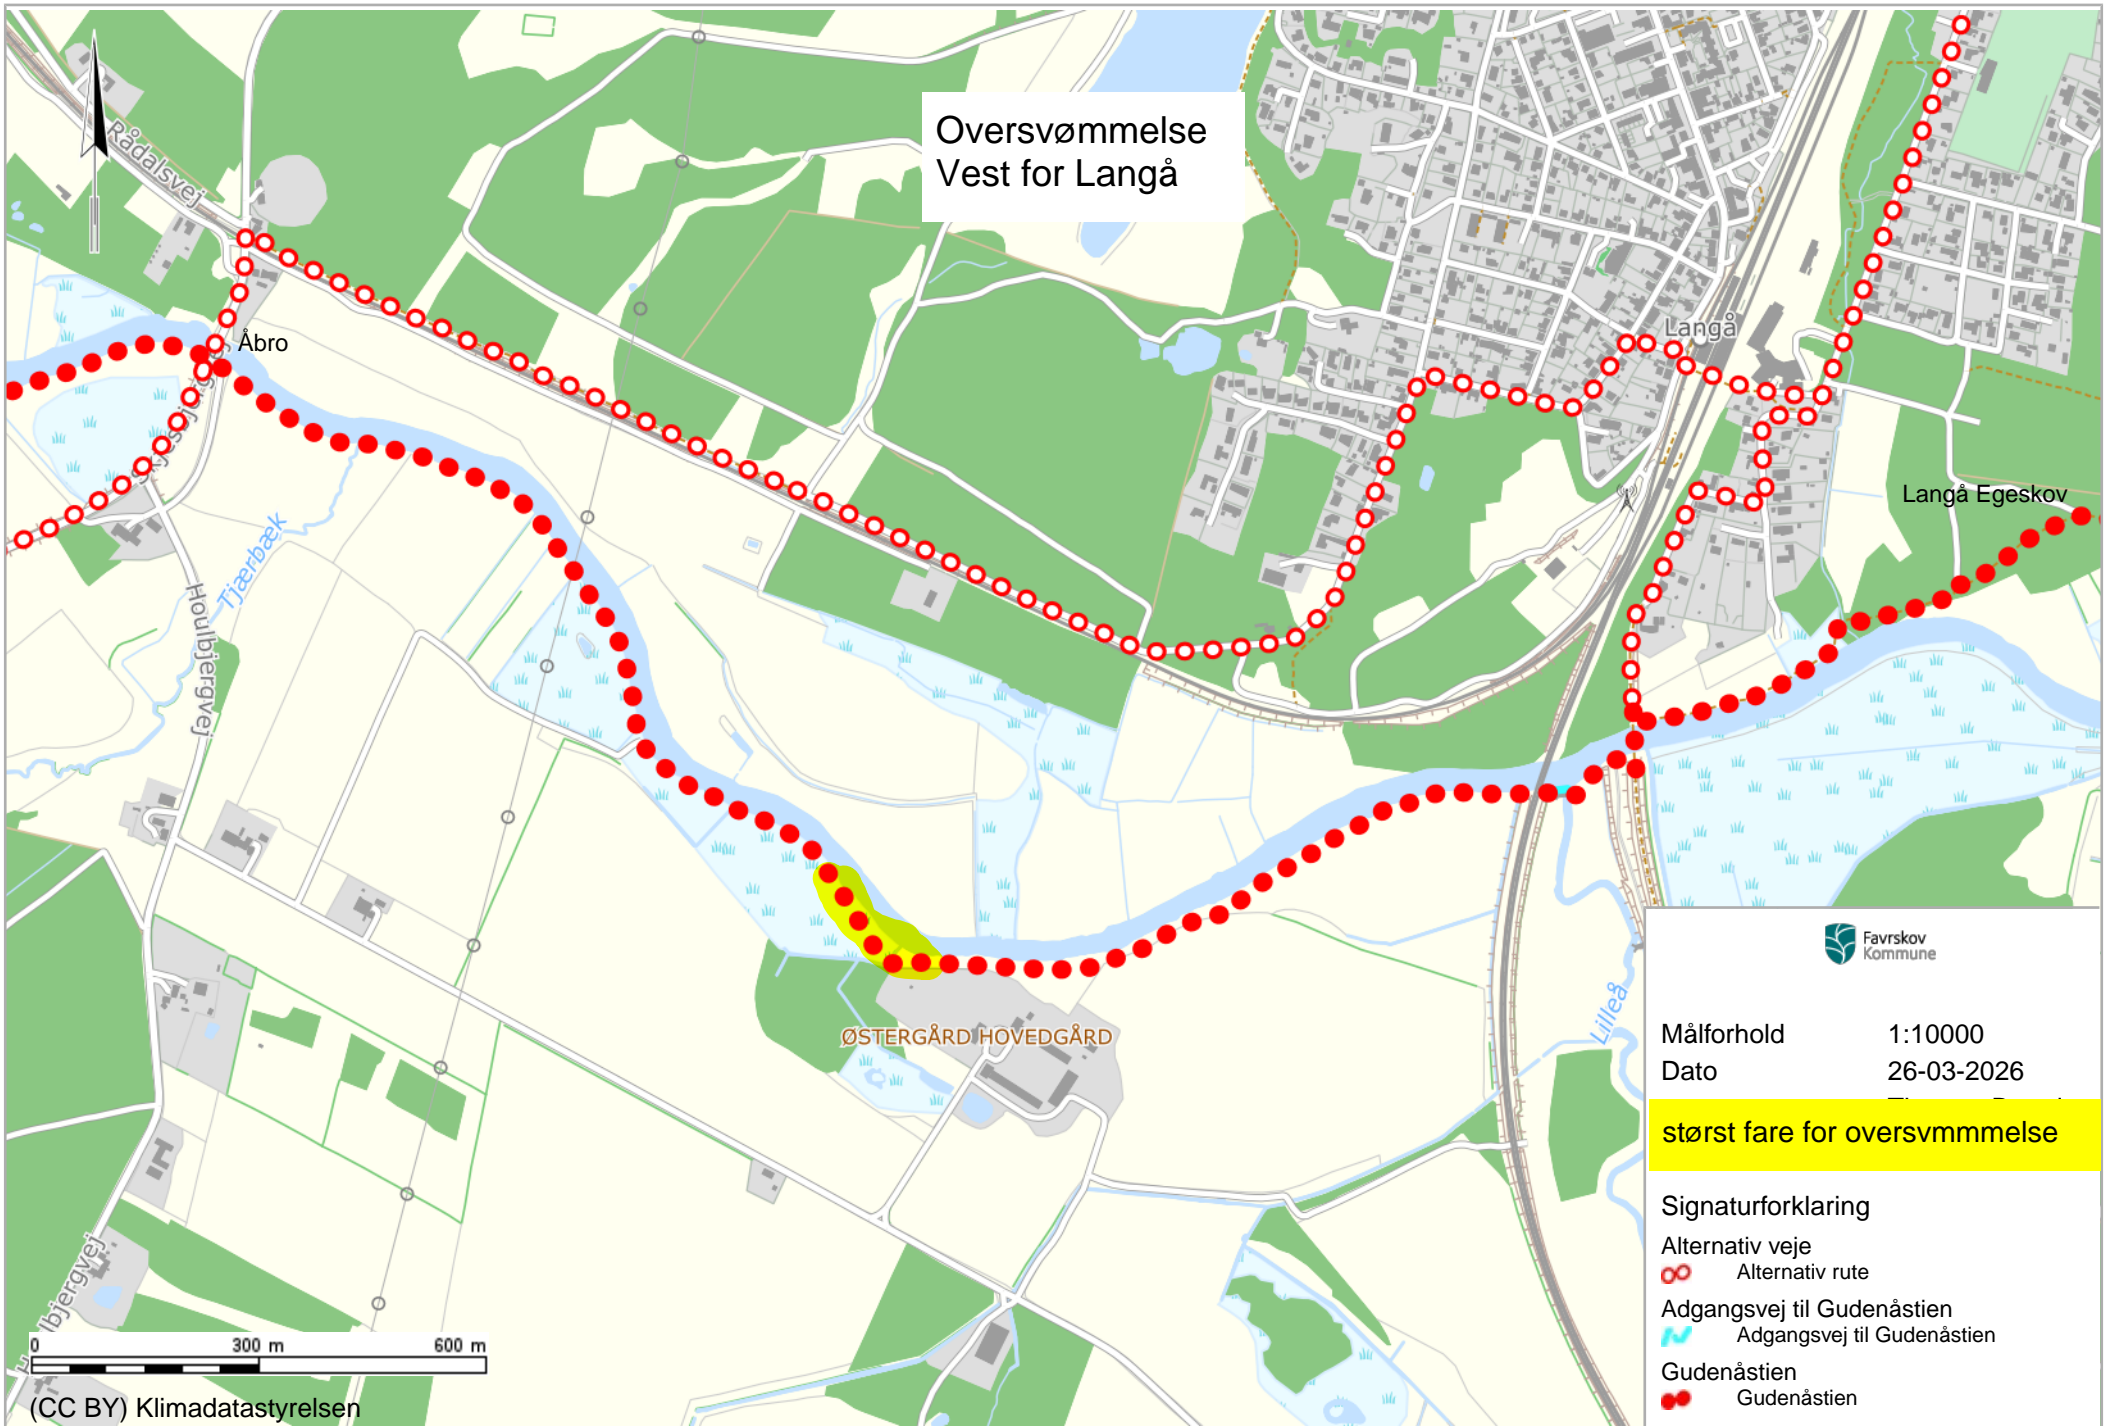 Oversvømmelse
Vest for Langå
Rådalsvej
Åbro
Langå
Langå Egeskov
Tjærbæk
Houlbjergvej
ØSTERGÅRD HOVEDGÅRD
Lilleå
Favrskov
Kommune
Målforhold 1:10000
Dato 26-03-2026
størst fare for oversvmmmelse
Signaturforklaring
Alternativ veje
Alternativ rute
Adgangsvej til Gudenåstien
Adgangsvej til Gudenåstien
Gudenåstien
Gudenåstien
0 300 m 600 m
(CC BY) Klimadatastyrelsen